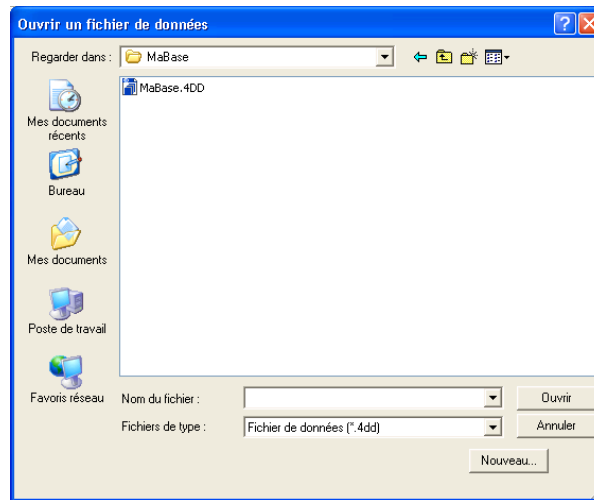 Ouvrir un fichier de données
Regarder dans :
MaBase
MaBase.4DD
Mes documents
récents
Bureau
Mes documents
Poste de travail
Favoris réseau
Nom du fichier :
Ouvrir
Fichiers de type :
Fichier de données (*.4dd)
Annuler
Nouveau...